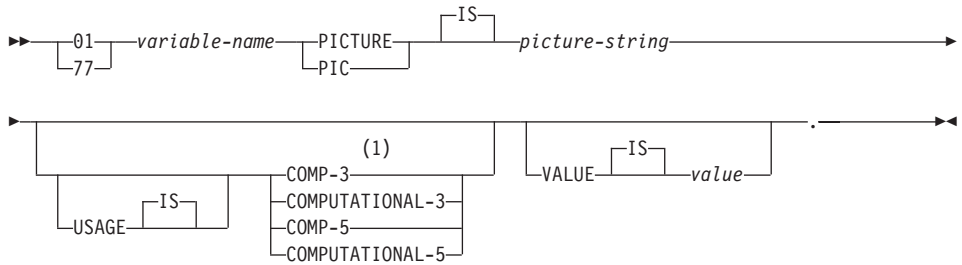 IS
01 variable-name PICTURE picture-string
77 PIC
(1)
IS
COMP-3 VALUE value .
IS COMPUTATIONAL-3
USAGE COMP-5
COMPUTATIONAL-5